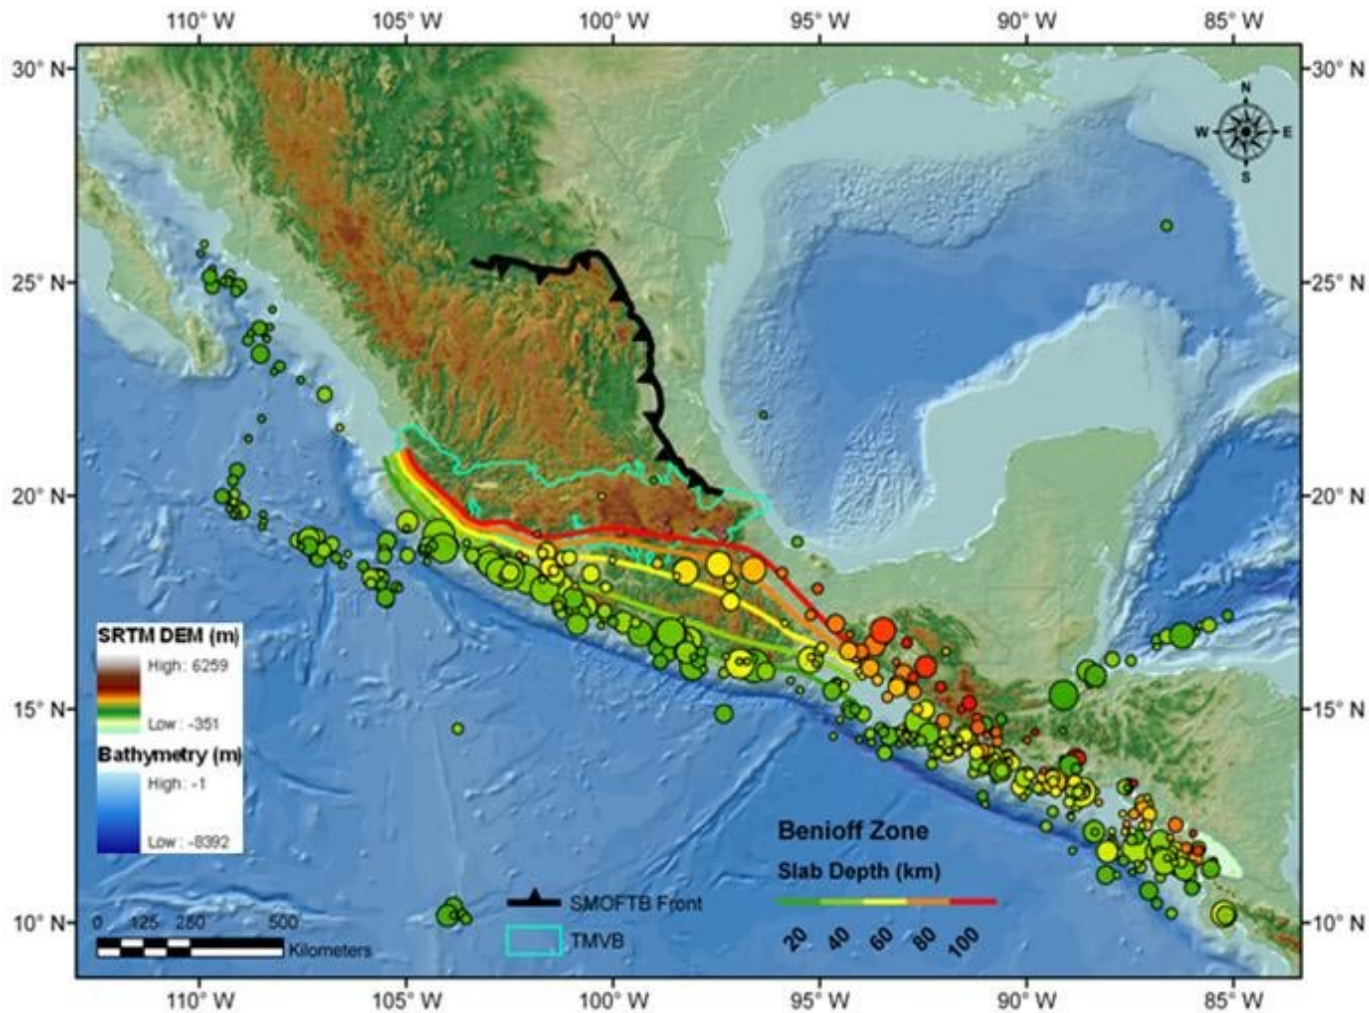 110° W 105° W 100° W 95° W 90° W 85° W
30° N 30° N
N
W E
S
25° N 25° N
20° N 20° N
SRTM DEM (m)
High : 6259
Low : -351
15° N 15° N
Bathymetry (m)
High : -1
Low : -8392
Benioff Zone
Slab Depth (km)
20 40 60 80 100
SMOFTB Front
TMVB
10° N 10° N
0 125 250 500
Kilometers
110° W 105° W 100° W 95° W 90° W 85° W